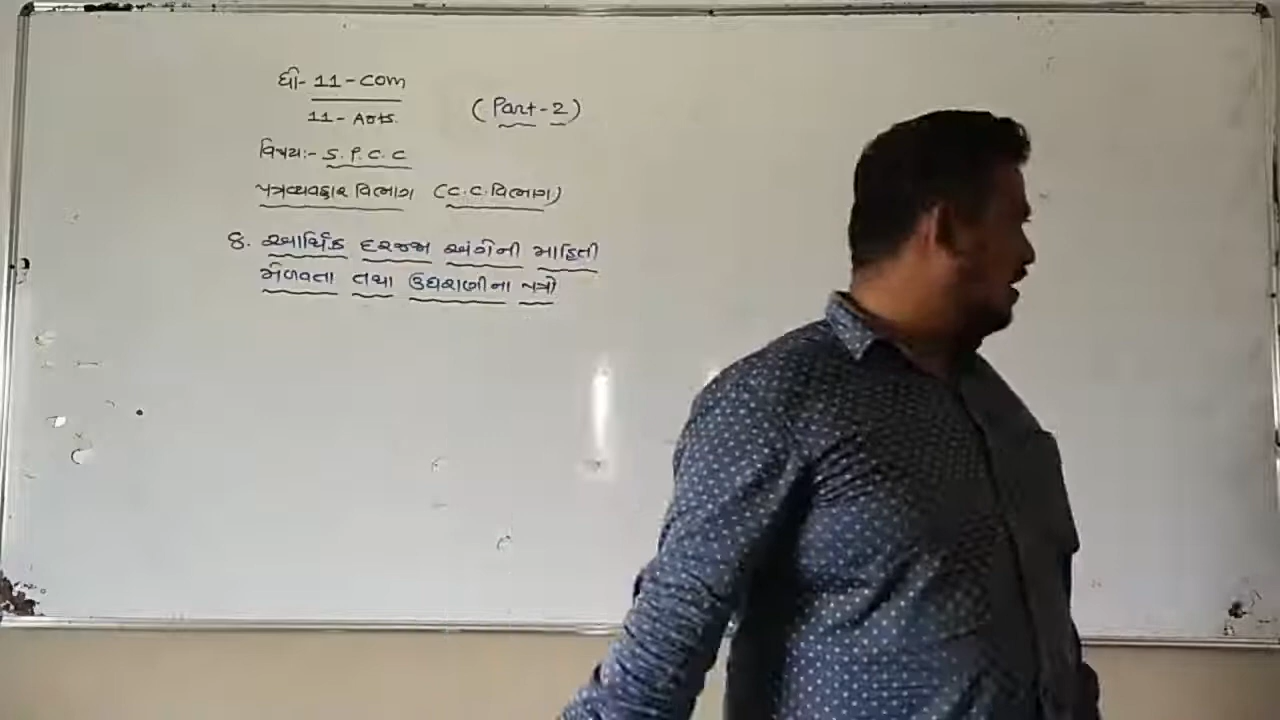 ધો- 11 - com
11 - Arts.
(Part - 2)
વિષય:- S. P. C. C
પત્રવ્યવહાર વિભાગ (C. C. વિભાગ)
8. આર્થિક દરજ્જા અંગેની માહિતી
મેળવતા તથા ઉઘરાણીના પત્રો